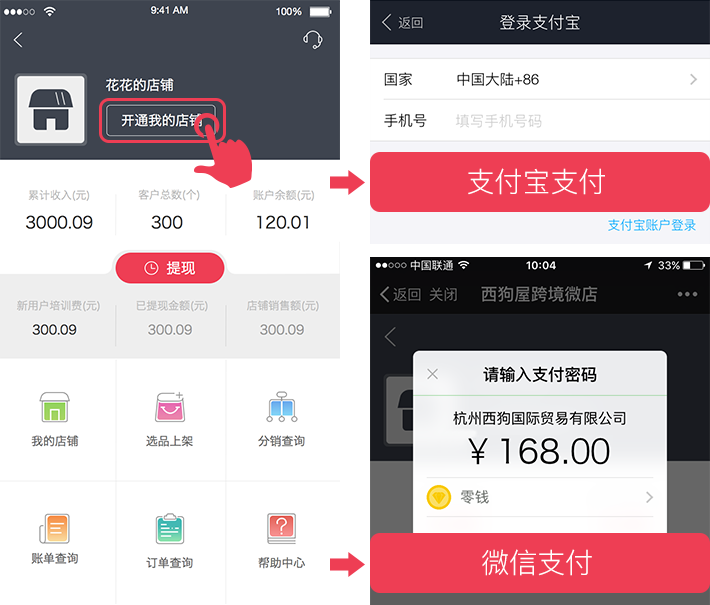 9:41 AM
100%
花花的店铺
开通我的店铺
累计收入(元)
客户总数(个)
账户余额(元)
3000.09
300
120.01
提现
新用户培训费(元)
已提现金额(元)
店铺销售额(元)
300.09
300.09
300.09
我的店铺
选品上架
分销查询
账单查询
订单查询
帮助中心
返回
登录支付宝
国家
中国大陆+86
手机号
填写手机号码
支付宝支付
支付宝账户登录
中国联通
10:04
33%
返回 关闭
西狗屋跨境微店
请输入支付密码
杭州西狗国际贸易有限公司
¥168.00
零钱
微信支付